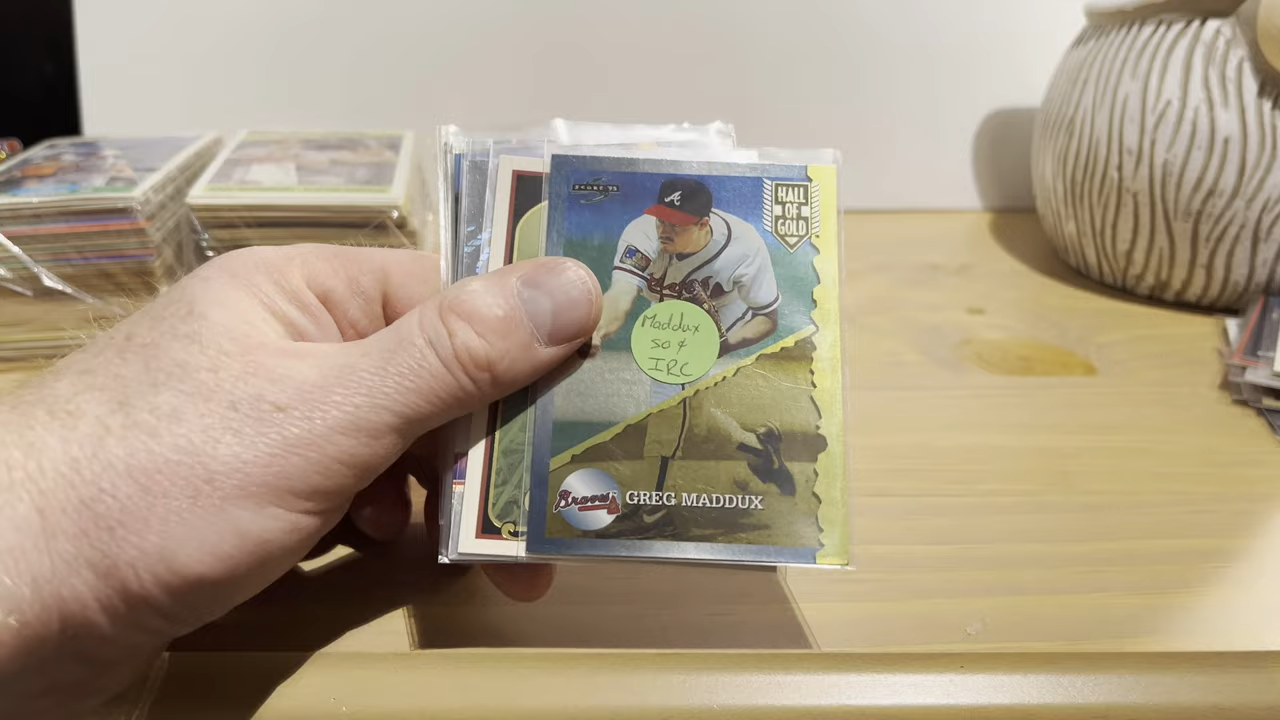 SCORE '95
HALL
OF
GOLD
Maddux
50¢
IRC
Braves
GREG MADDUX